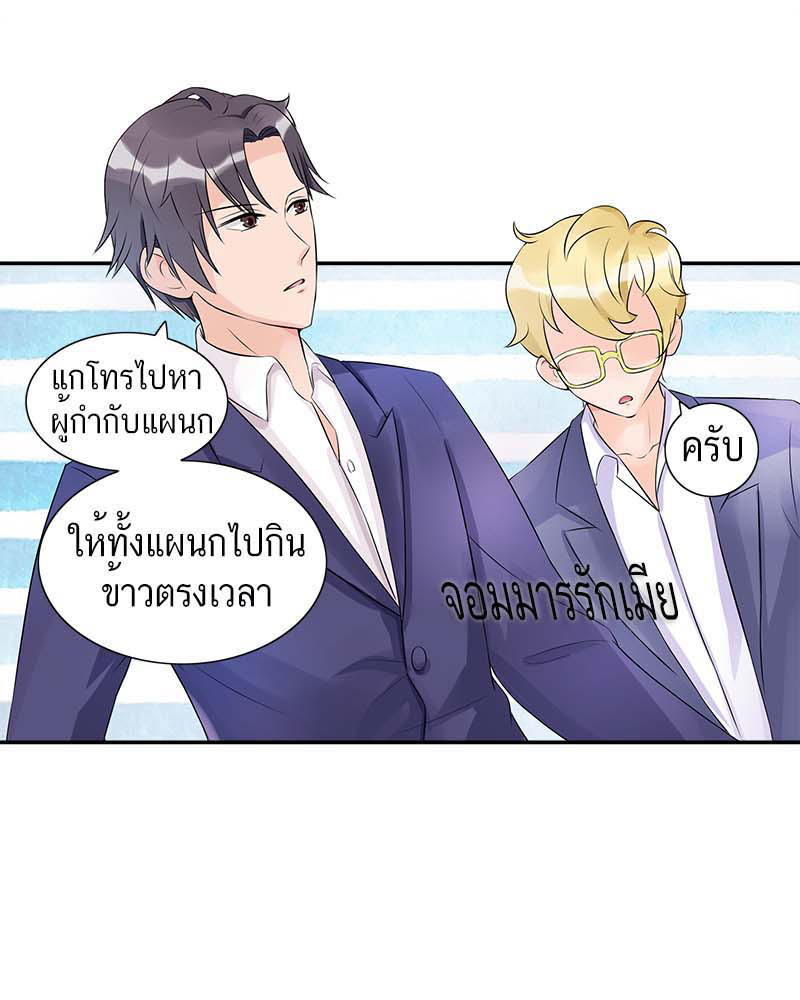 แกโทรไปหา
ผู้กำกับแผนก
ให้ทั้งแผนกไปกิน
ข้าวตรงเวลา
ครับ
จอมมารรักเมีย